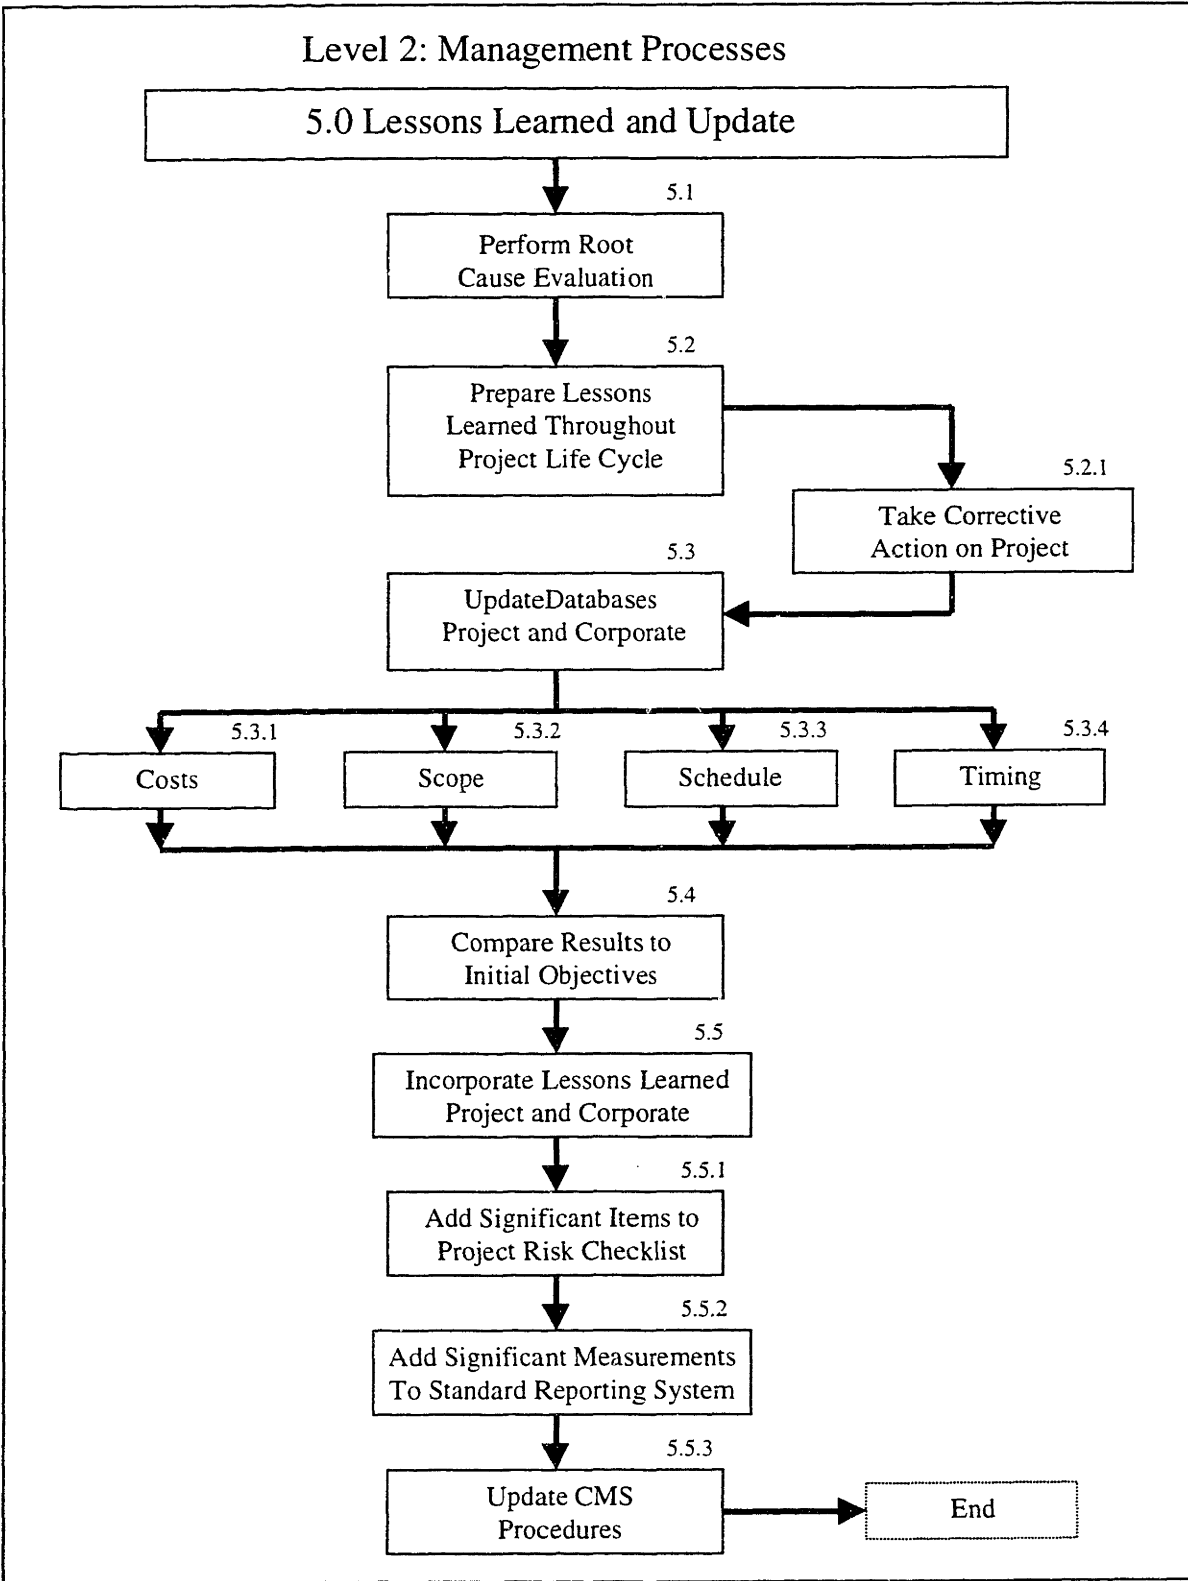 Level 2: Management Processes
5.0 Lessons Learned and Update
5.1
Perform Root
Cause Evaluation
5.2
Prepare Lessons
Learned Throughout
Project Life Cycle
5.2.1
Take Corrective
Action on Project
5.3
UpdateDatabases
Project and Corporate
5.3.1
5.3.2
5.3.3
5.3.4
Costs
Scope
Schedule
Timing
5.4
Compare Results to
Initial Objectives
5.5
Incorporate Lessons Learned
Project and Corporate
5.5.1
Add Significant Items to
Project Risk Checklist
5.5.2
Add Significant Measurements
To Standard Reporting System
5.5.3
Update CMS
Procedures
End